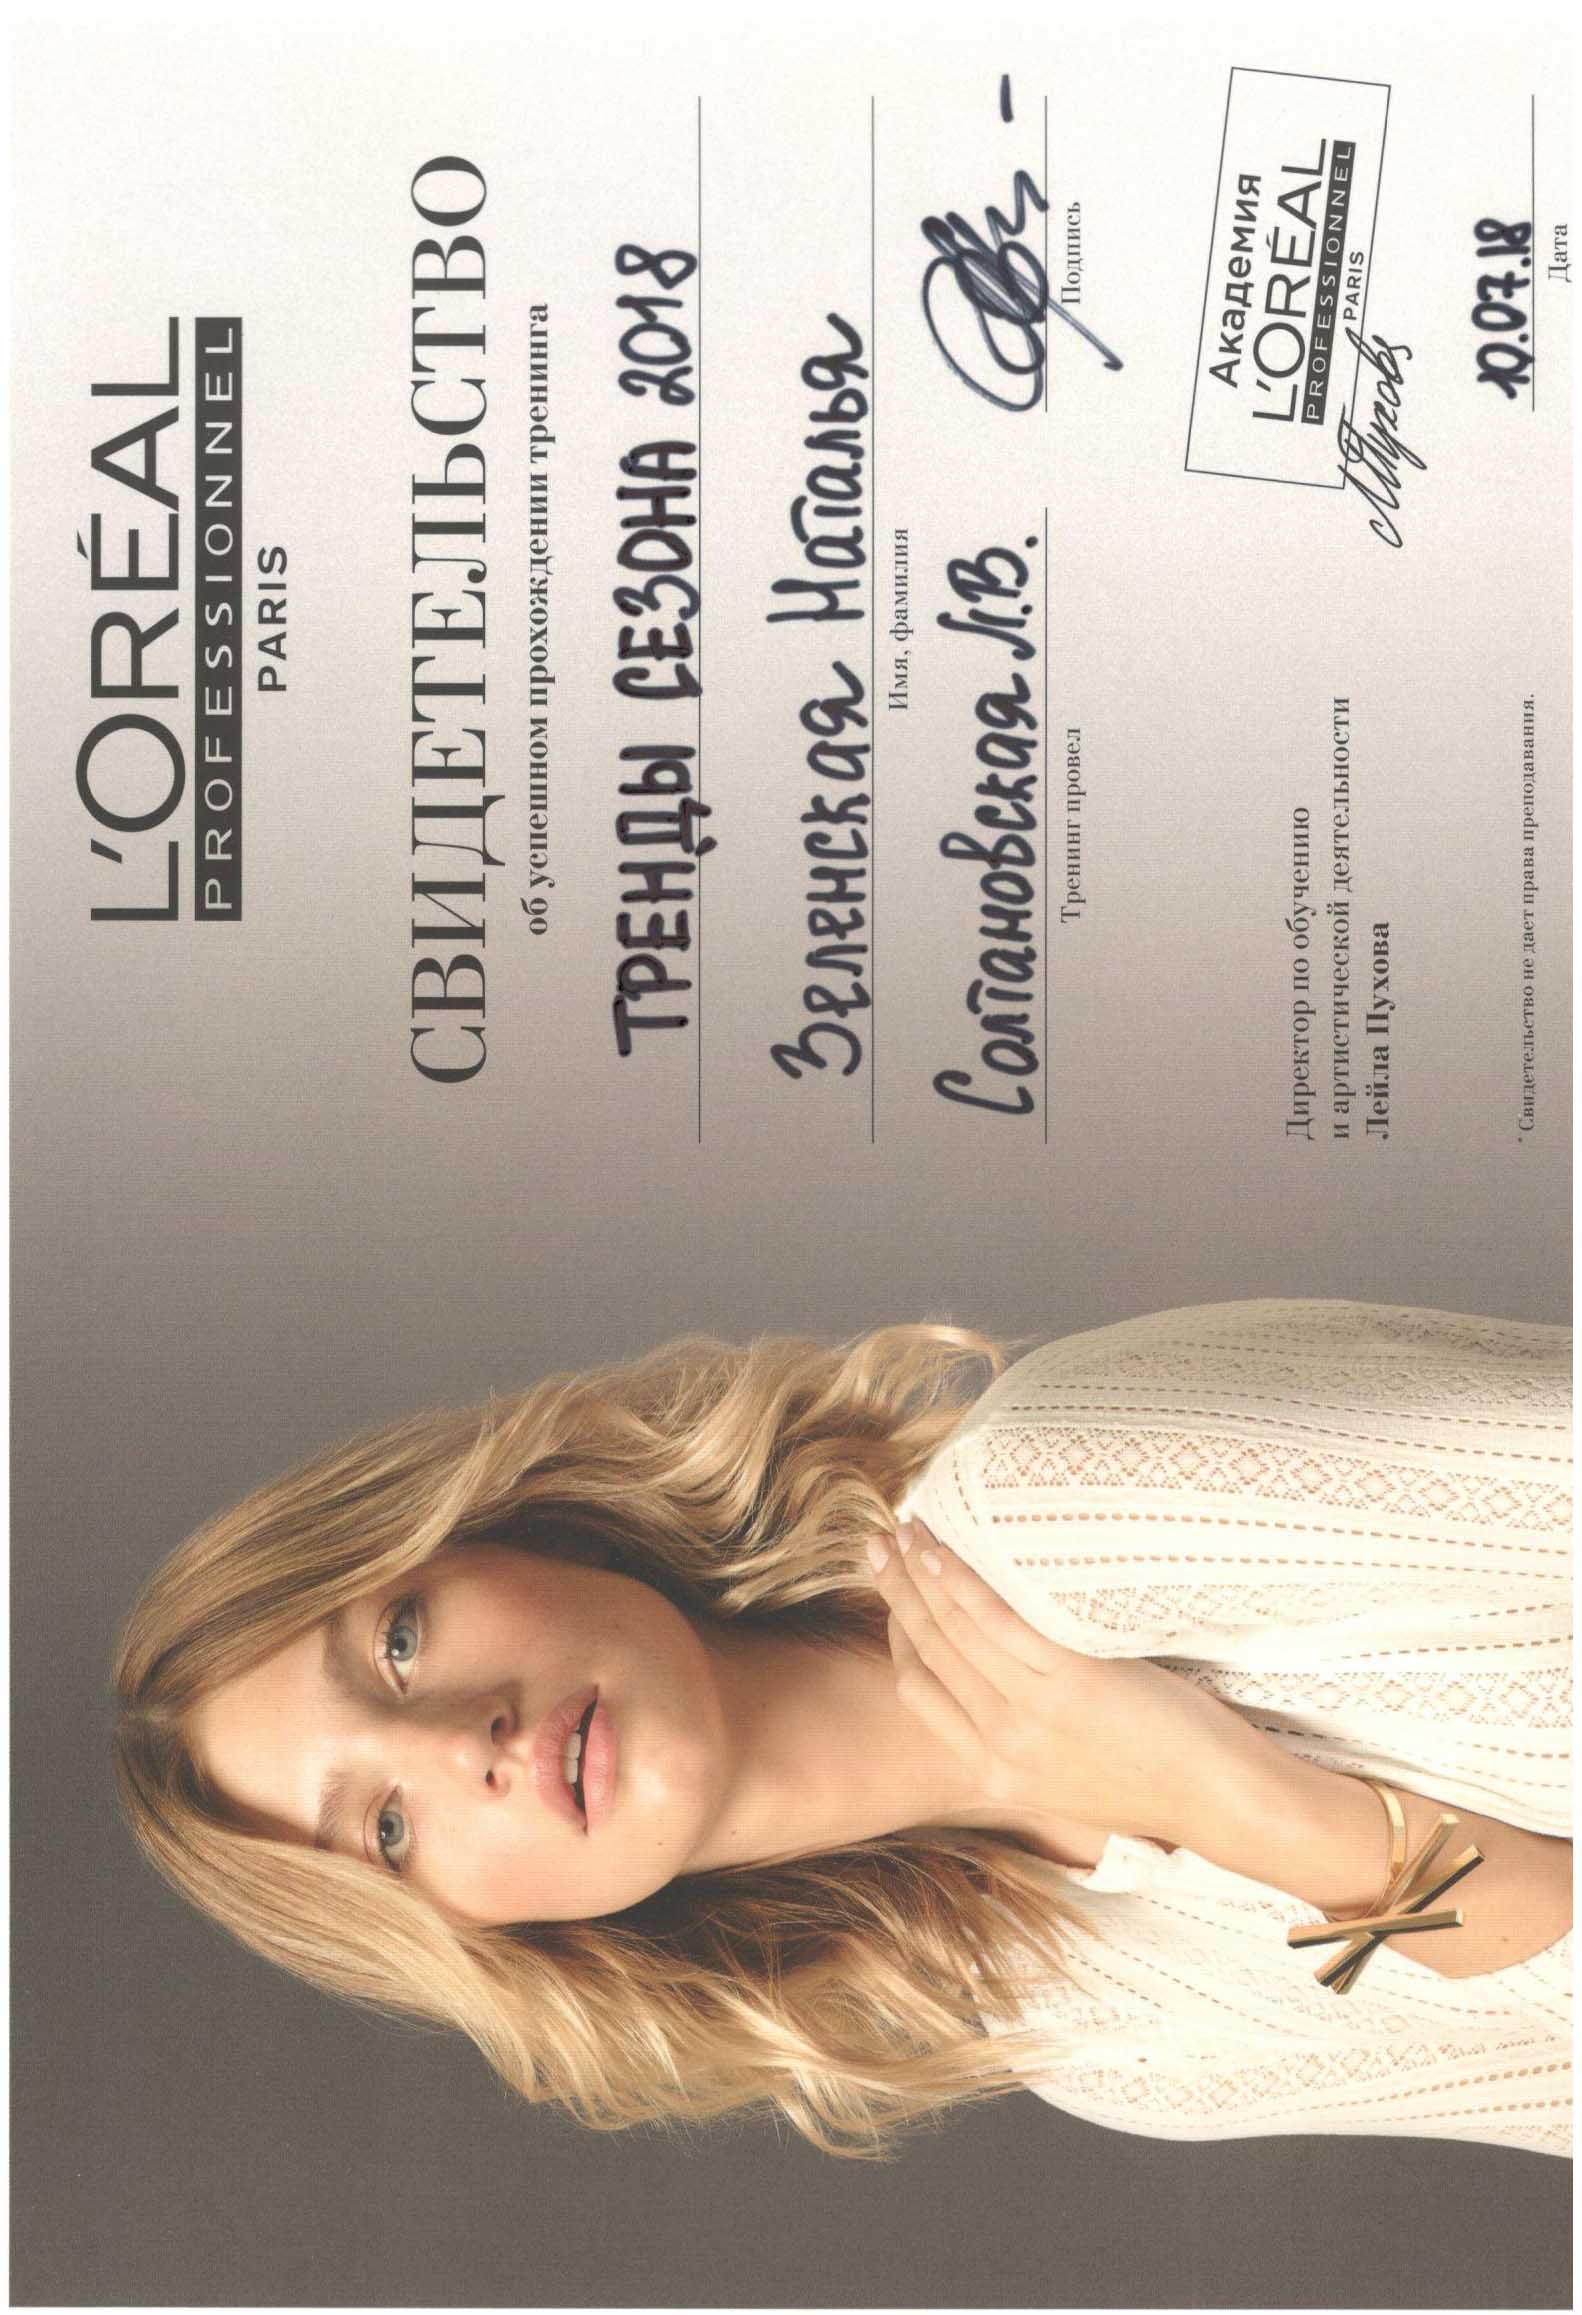 L'ORÉAL
PROFESSIONNEL
PARIS
СВИДЕТЕЛЬСТВО
об успешном прохождении тренинга
ТРЕНДЫ СЕЗОНА 2018
Зеленская Наталья
Имя, фамилия
Солтановская Л.В.
Тренинг провел
Подпись
Академия
L'ORÉAL
PROFESSIONNEL
PARIS
Директор по обучению
и артистической деятельности
Лейла Пухова
ЛПухова
10.07.18
* Свидетельство не дает права преподавания.
Дата